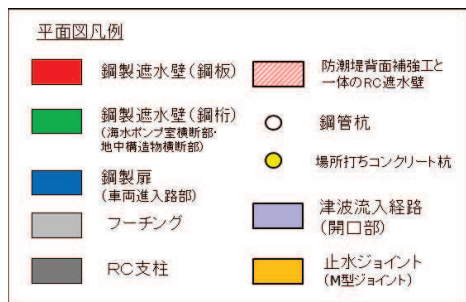 平面図凡例
鋼製遮水壁(鋼板)
鋼製遮水壁(鋼桁)
(海水ポンプ室横断部・
地中構造物横断部)
鋼製扉
(車両進入路部)
フーチング
RC支柱
防潮堤背面補強工と
一体のRC遮水壁
鋼管杭
場所打ちコンクリート杭
津波流入経路
(開口部)
止水ジョイント
(M型ジョイント)